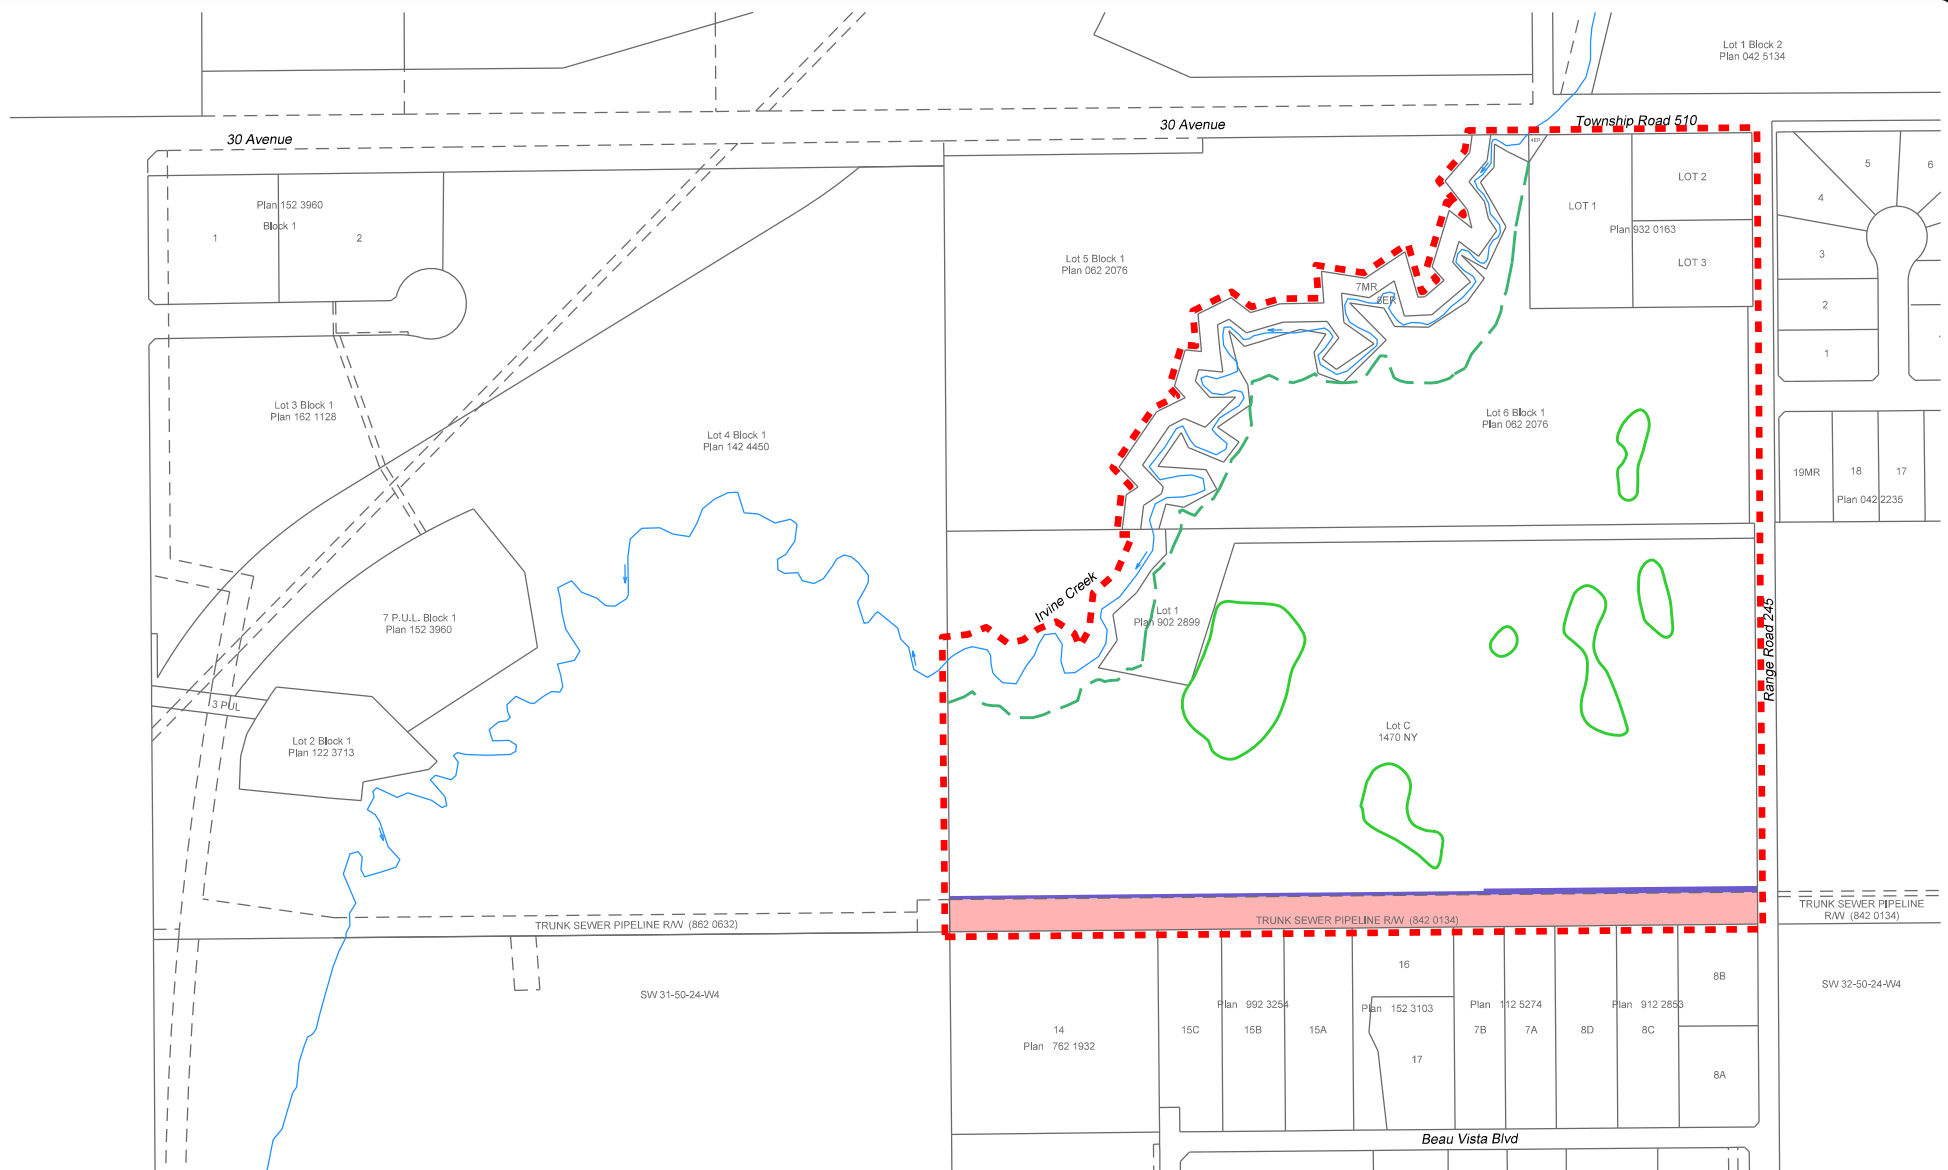 Lot 1 Block 2
Plan 042 5134
30 Avenue
30 Avenue
Township Road 510
4ER
5
6
4
3
2
1
LOT 1
LOT 2
Plan 932 0163
LOT 3
Plan 152 3960
Block 1
1
2
Lot 5 Block 1
Plan 062 2076
7MR
8ER
Lot 3 Block 1
Plan 162 1128
Lot 4 Block 1
Plan 142 4450
Lot 6 Block 1
Plan 062 2076
19MR
18
17
Plan 042 2235
Irvine Creek
Lot 1
Plan 902 2899
7 P.U.L. Block 1
Plan 152 3960
Range Road 245
3 PUL
Lot 2 Block 1
Plan 122 3713
Lot C
1470 NY
TRUNK SEWER PIPELINE R/W (862 0632)
TRUNK SEWER PIPELINE R/W (842 0134)
TRUNK SEWER PIPELINE
R/W (842 0134)
SW 31-50-24-W4
SW 32-50-24-W4
14
Plan 762 1932
15C
Plan 992 3254
15B
15A
16
Plan 152 3103
17
Plan 112 5274
7B
7A
8D
Plan 912 2853
8C
8B
8A
Beau Vista Blvd